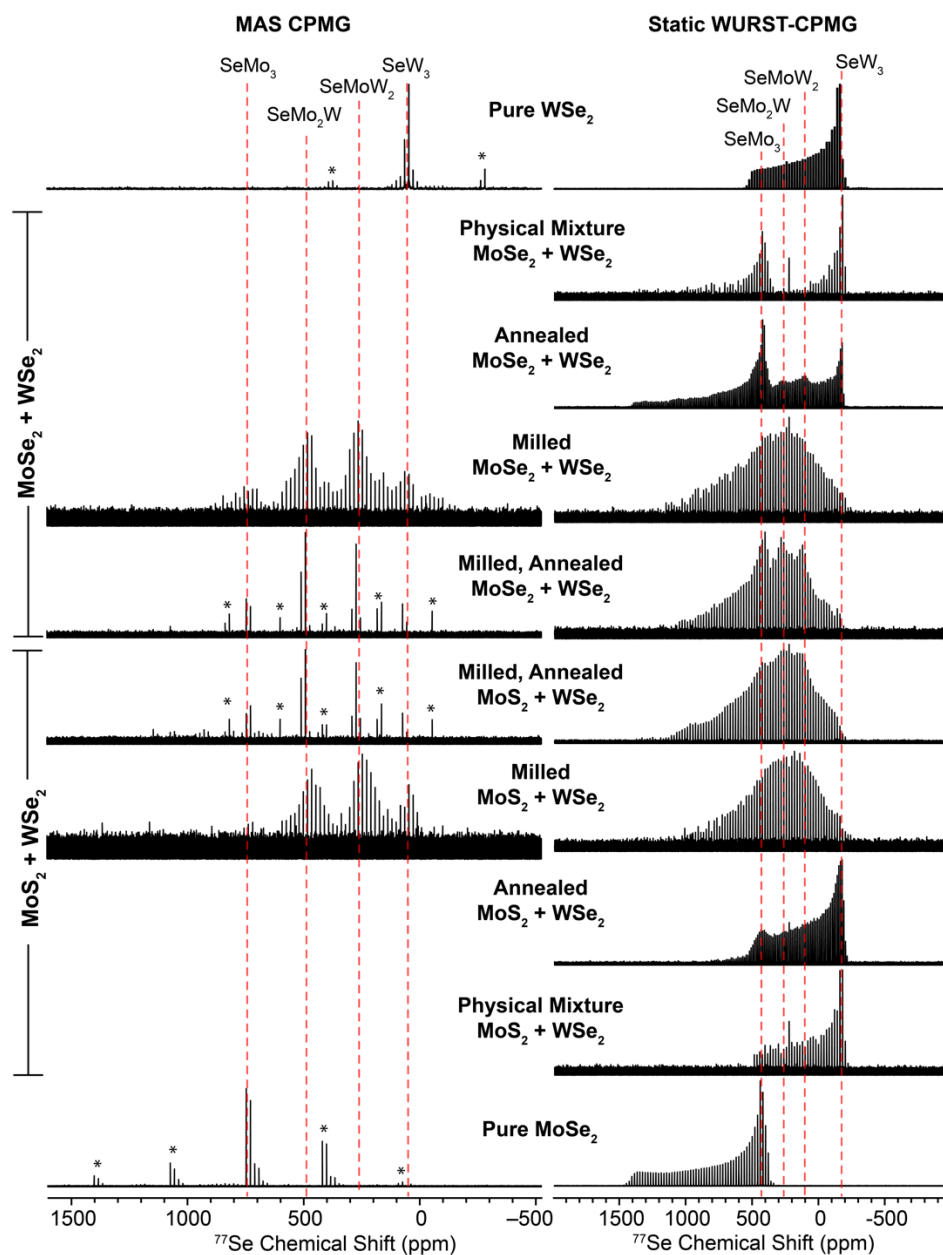 MAS CPMG
Static WURST-CPMG
SeMo₃
SeMo₂W
SeMoW₂
SeW₃
Pure WSe₂
SeMo₃
SeMo₂W
SeMoW₂
SeW₃
*
*
MoSe₂ + WSe₂
Physical Mixture
MoSe₂ + WSe₂
Annealed
MoSe₂ + WSe₂
Milled
MoSe₂ + WSe₂
Milled, Annealed
MoSe₂ + WSe₂
*
*
*
*
*
MoS₂ + WSe₂
Milled, Annealed
MoS₂ + WSe₂
*
*
*
*
*
Milled
MoS₂ + WSe₂
Annealed
MoS₂ + WSe₂
Physical Mixture
MoS₂ + WSe₂
Pure MoSe₂
*
*
*
*
1500 1000 500 0 –500
⁷⁷Se Chemical Shift (ppm)
1500 1000 500 0 -500
⁷⁷Se Chemical Shift (ppm)